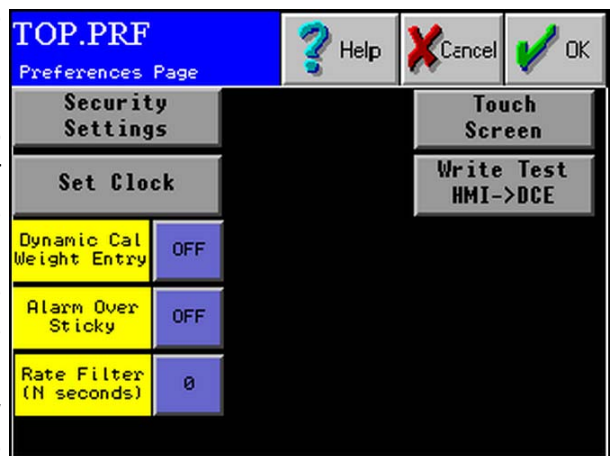 TOP.PRF
Preferences Page
Help
Cancel
OK
Security
Settings
Touch
Screen
Set Clock
Write Test
HMI->DCE
Dynamic Cal
Weight Entry
OFF
Alarm Over
Sticky
OFF
Rate Filter
(N seconds)
0